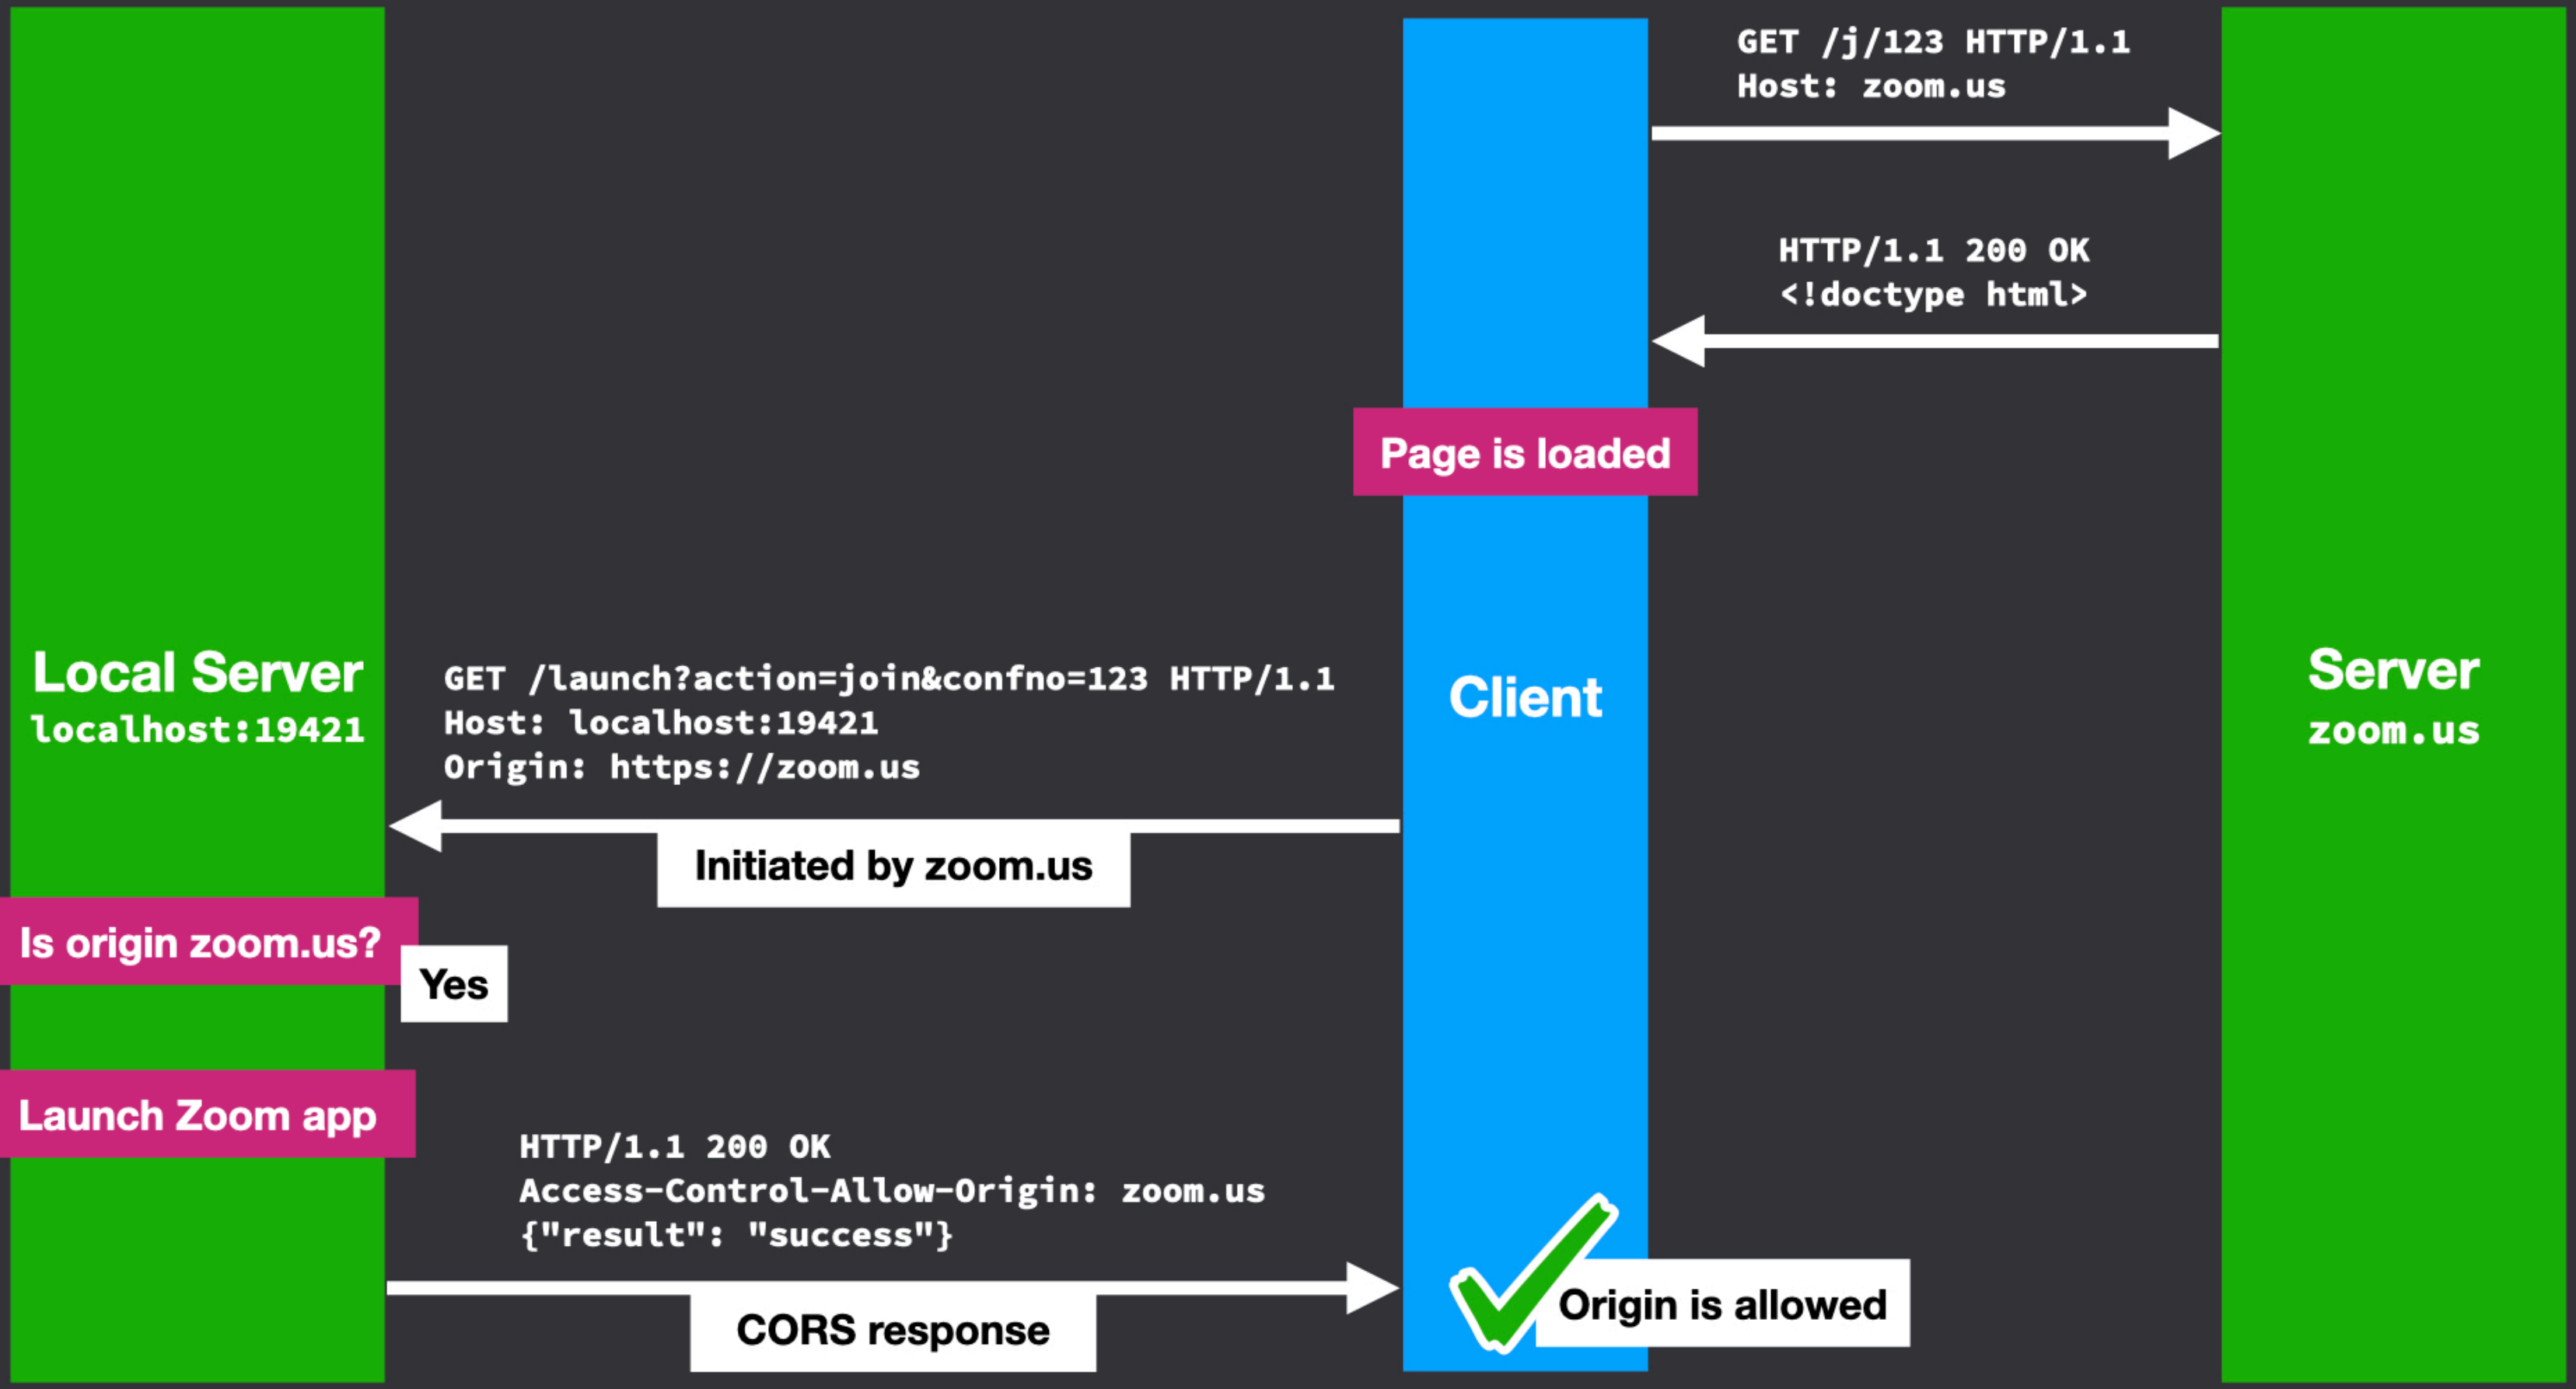 GET /j/123 HTTP/1.1
Host: zoom.us
HTTP/1.1 200 OK
<!doctype html>
Page is loaded
Local Server
localhost:19421
Client
Server
zoom.us
GET /launch?action=join&confno=123 HTTP/1.1
Host: localhost:19421
Origin: https://zoom.us
Initiated by zoom.us
Is origin zoom.us?
Yes
Launch Zoom app
HTTP/1.1 200 OK
Access-Control-Allow-Origin: zoom.us
{"result": "success"}
CORS response
Origin is allowed